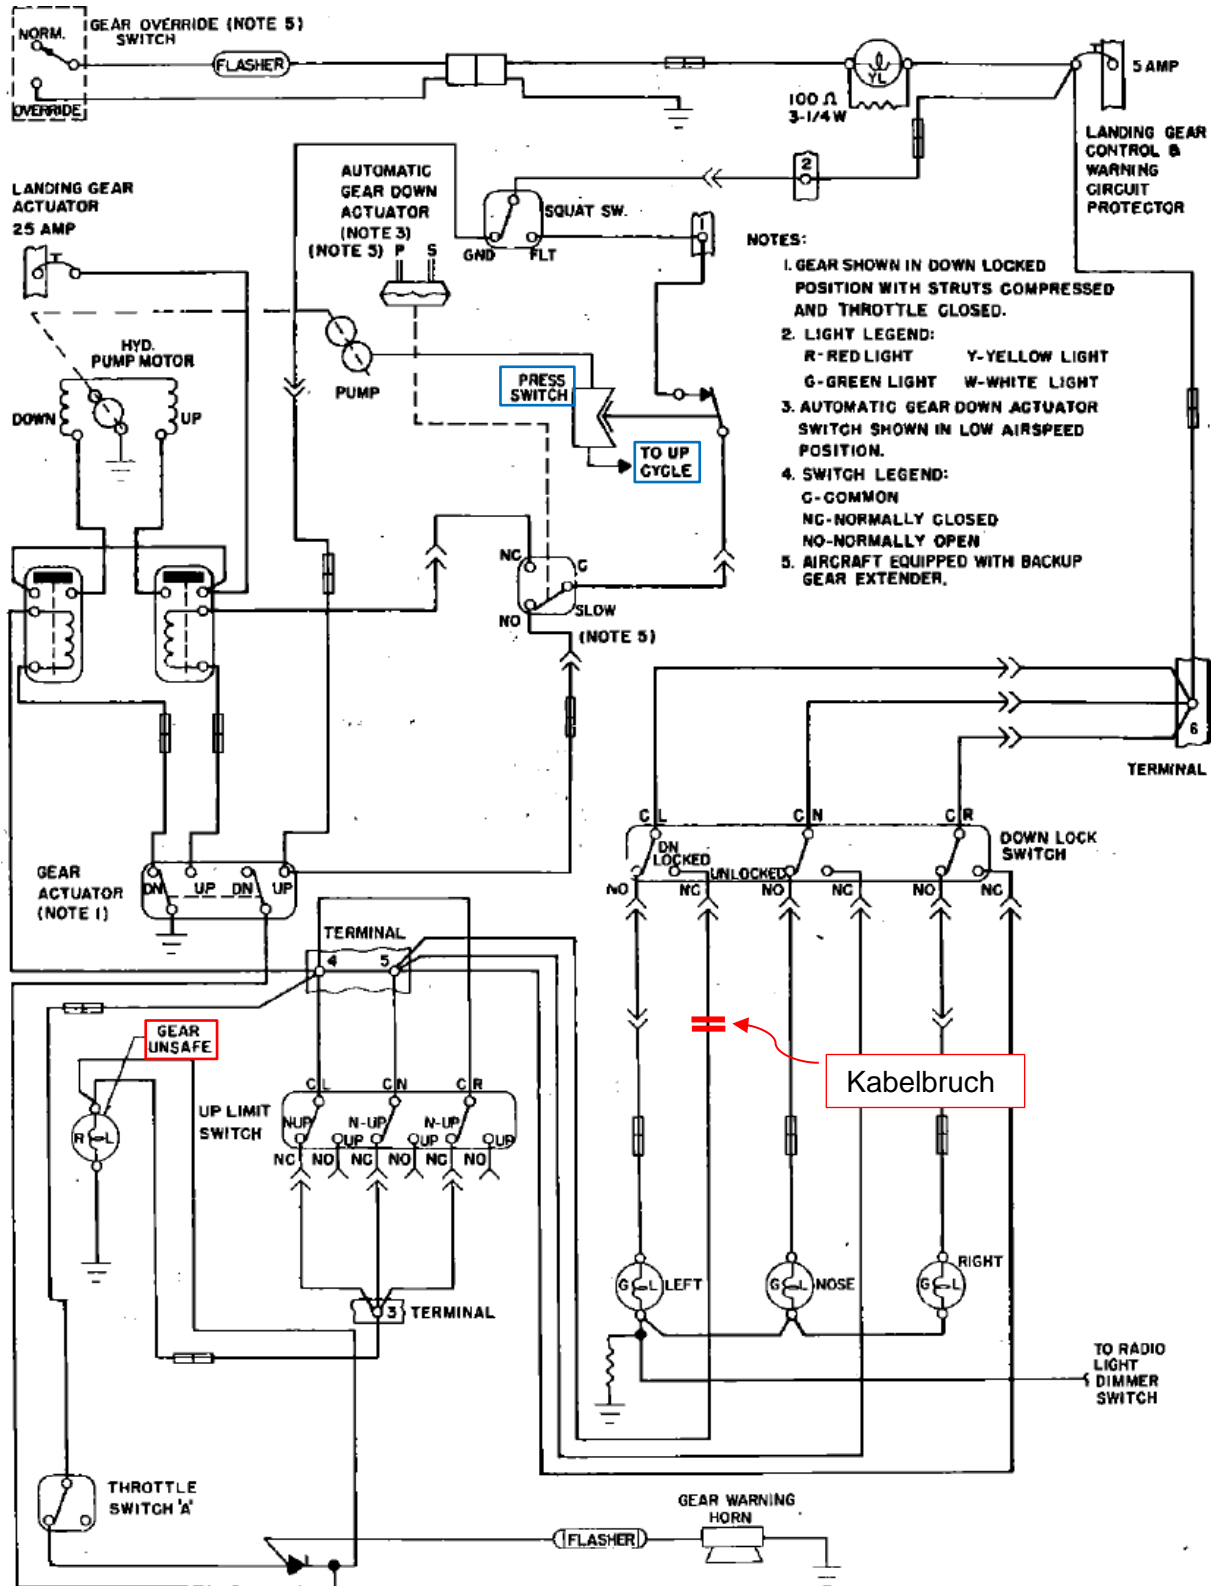 NORM.
GEAR OVERRIDE (NOTE 5)
SWITCH
FLASHER
OVERRIDE
YL
100 Ω
3-1/4W
5 AMP
LANDING GEAR
CONTROL &
WARNING
CIRCUIT
PROTECTOR
LANDING GEAR
ACTUATOR
25 AMP
AUTOMATIC
GEAR DOWN
ACTUATOR
(NOTE 3)
(NOTE 5)
P
S
2
SQUAT SW.
GND
FLT
1
HYD.
PUMP MOTOR
DOWN
UP
PUMP
PRESS
SWITCH
TO UP
CYCLE
NOTES:
1. GEAR SHOWN IN DOWN LOCKED
POSITION WITH STRUTS COMPRESSED
AND THROTTLE CLOSED.
2. LIGHT LEGEND:
R-RED LIGHT Y-YELLOW LIGHT
G-GREEN LIGHT W-WHITE LIGHT
3. AUTOMATIC GEAR DOWN ACTUATOR
SWITCH SHOWN IN LOW AIRSPEED
POSITION.
4. SWITCH LEGEND:
C-COMMON
NC-NORMALLY CLOSED
NO-NORMALLY OPEN
5. AIRCRAFT EQUIPPED WITH BACKUP
GEAR EXTENDER.
NC
C
SLOW
NO
(NOTE 5)
6
TERMINAL
C L
C N
C R
DN
LOCKED
UNLOCKED
DOWN LOCK
SWITCH
NO
NC
NO
NC
NO
NC
GEAR
ACTUATOR
(NOTE 1)
DN
UP
DN
UP
TERMINAL
4
5
GEAR
UNSAFE
R L
Kabelbruch
UP LIMIT
SWITCH
C L
C N
C R
N-UP
UP
N-UP
UP
N-UP
UP
NC
NO
NC
NO
NC
NO
3
TERMINAL
G L
LEFT
G L
NOSE
G L
RIGHT
TO RADIO
LIGHT
DIMMER
SWITCH
THROTTLE
SWITCH 'A'
GEAR WARNING
HORN
FLASHER